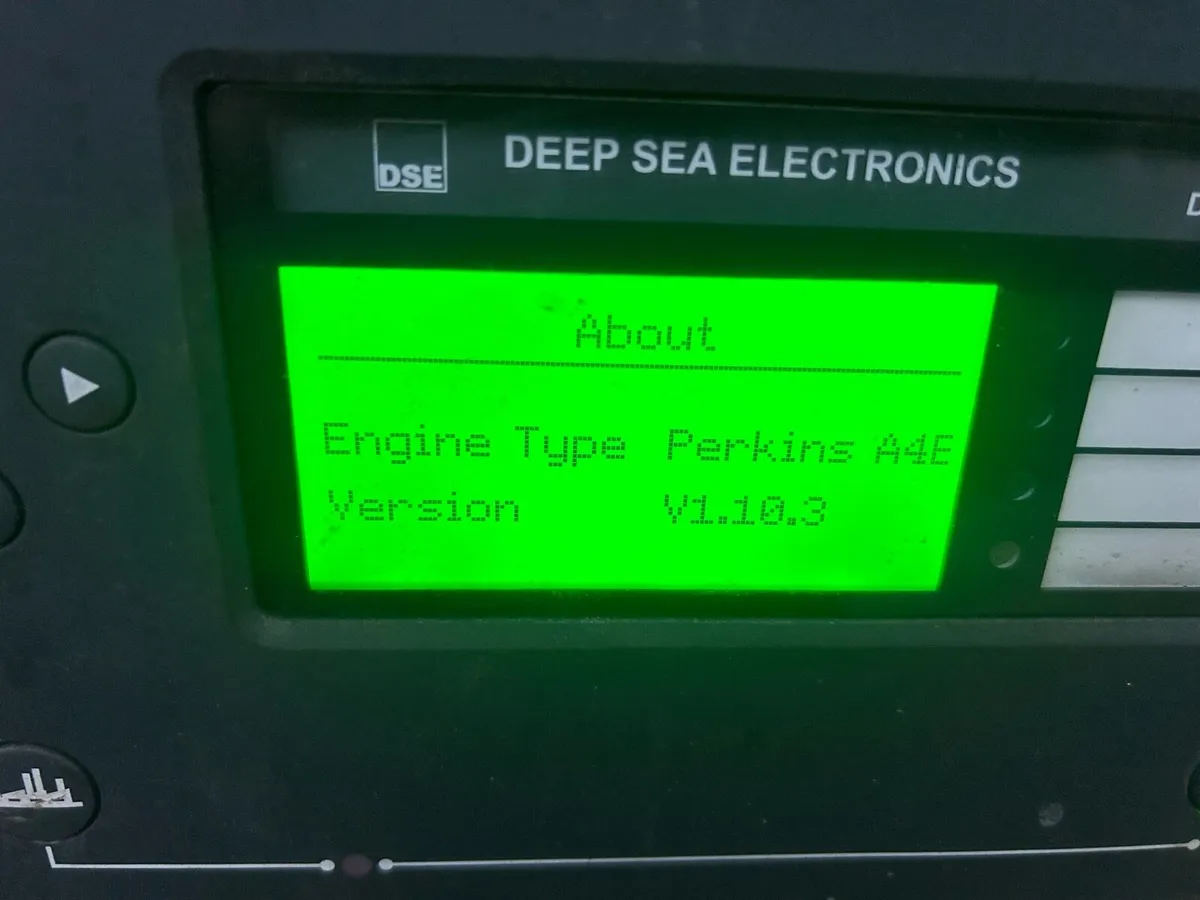 DSE
DEEP SEA ELECTRONICS
About
Engine Type Perkins A4E
Version V1.10.3